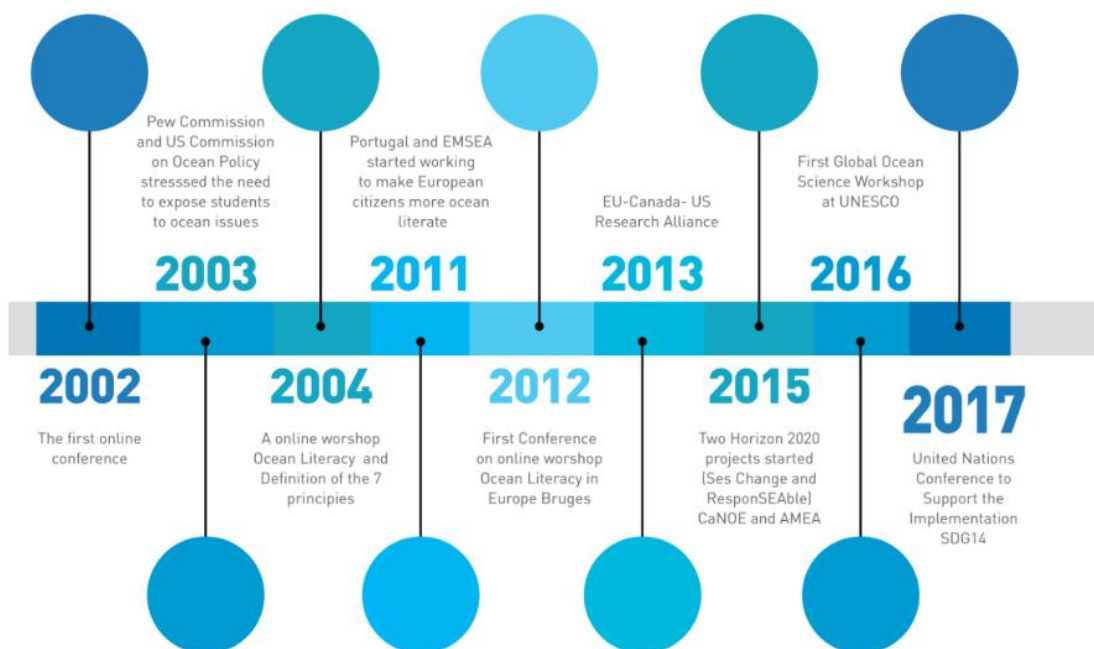 Pew Commission
and US Commission
on Ocean Policy
stresssed the need
to expose students
to ocean issues
2003
Portugal and EMSEA
started working
to make European
citizens more ocean
literate
2011
EU-Canada- US
Research Alliance
2013
First Global Ocean
Science Workshop
at UNESCO
2016
2002
The first online
conference
2004
A online worshop
Ocean Literacy and
Definition of the 7
principies
2012
First Conference
on online worshop
Ocean Literacy in
Europe Bruges
2015
Two Horizon 2020
projects started
(Ses Change and
ResponSEAble)
CaNOE and AMEA
2017
United Nations
Conference to
Support the
Implementation
SDG14